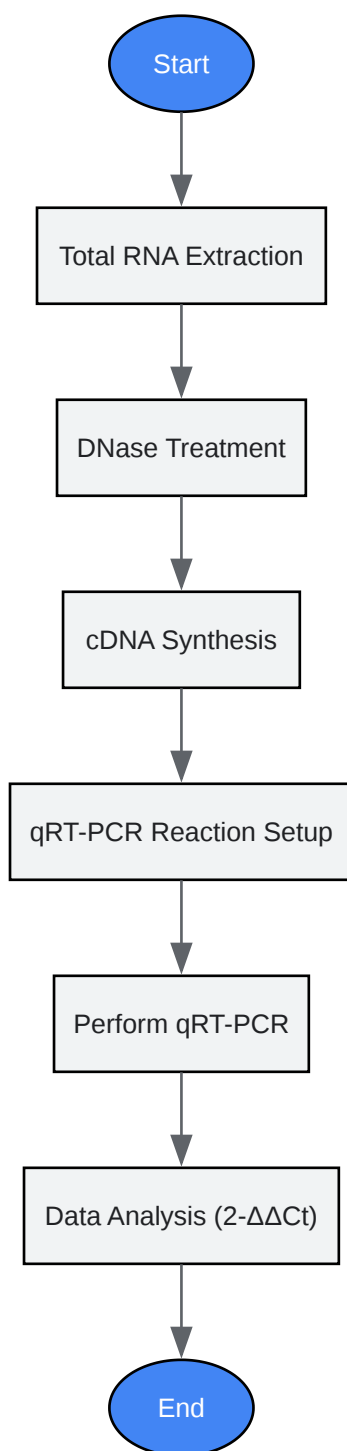 Start
Total RNA Extraction
DNase Treatment
cDNA Synthesis
qRT-PCR Reaction Setup
Perform qRT-PCR
Data Analysis (2-ΔΔCt)
End